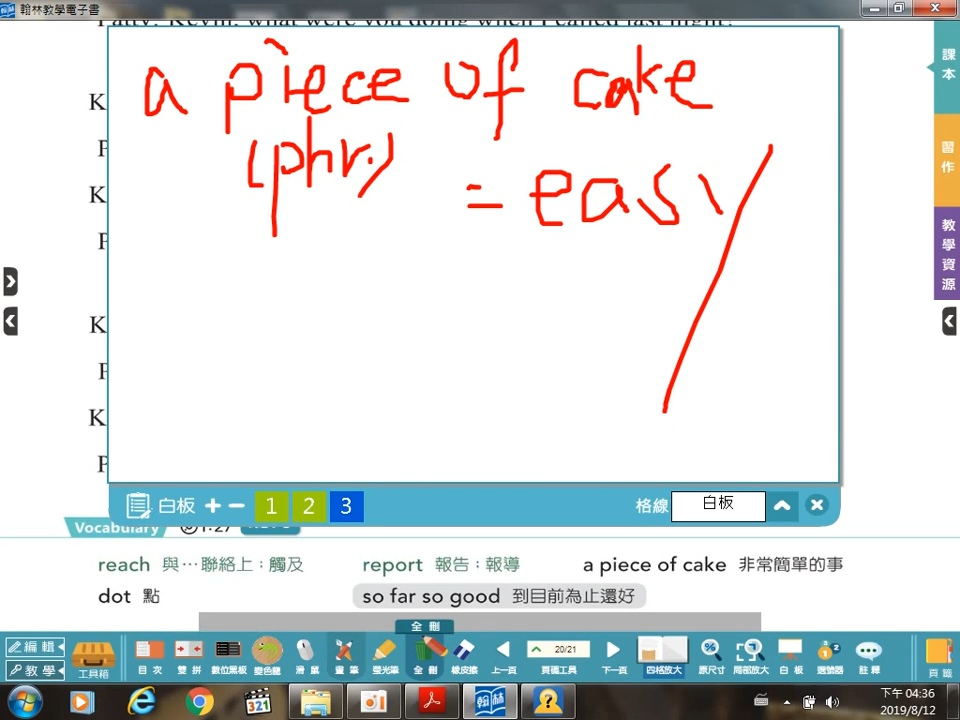 翰林教學電子書
Patty: Kevin, what were you doing when I called last night?
a piece of cake
(phr.)
= easy
K
P
K
P
K
P
K
P
課本
習作
教學資源
白板 + − 1 2 3 格線 白板
Vocabulary 1:27
reach 與…聯絡上；觸及 report 報告；報導 a piece of cake 非常簡單的事
dot 點 so far so good 到目前為止還好
全刪
編輯
教學
工具箱 目次 雙拼 數位黑板 變色龍 滑鼠 畫筆 螢光筆 全刪 橡皮擦 上一頁 20/21 頁碼工具 下一頁 四格放大 原尺寸 局部放大 白板 選號器 註釋 頁籤
321
下午 04:36
2019/8/12